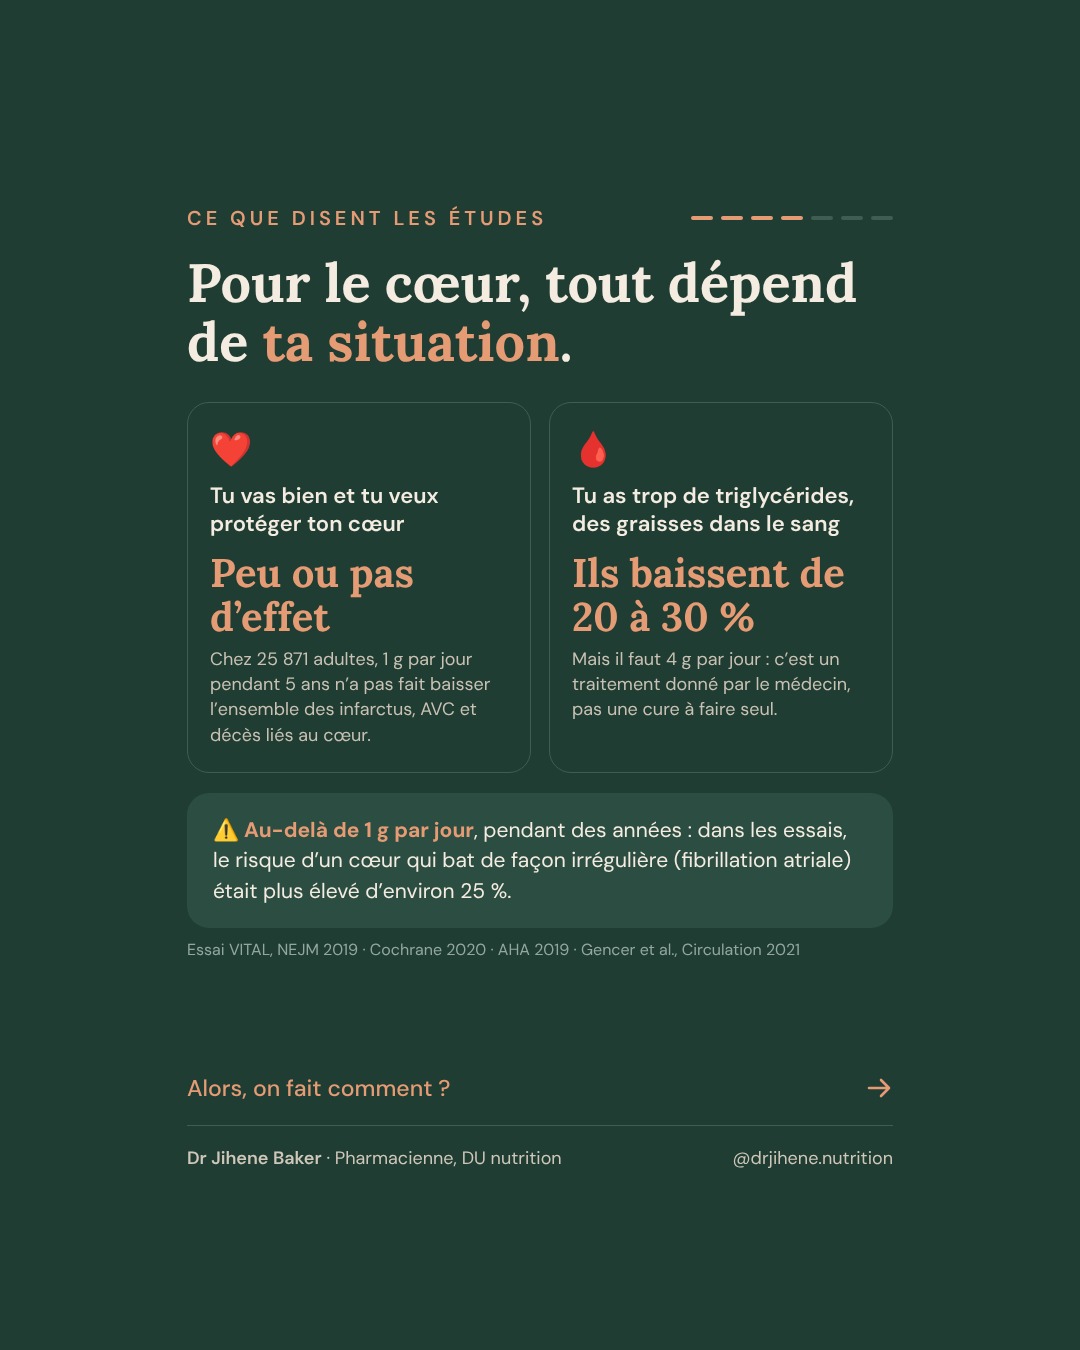 CE QUE DISENT LES ÉTUDES
Pour le cœur, tout dépend
de ta situation.
Tu vas bien et tu veux
protéger ton cœur
Peu ou pas
d’effet
Chez 25 871 adultes, 1 g par jour
pendant 5 ans n’a pas fait baisser
l’ensemble des infarctus, AVC et
décès liés au cœur.
Tu as trop de triglycérides,
des graisses dans le sang
Ils baissent de
20 à 30 %
Mais il faut 4 g par jour : c’est un
traitement donné par le médecin,
pas une cure à faire seul.
⚠️ Au-delà de 1 g par jour, pendant des années : dans les essais,
le risque d’un cœur qui bat de façon irrégulière (fibrillation atriale)
était plus élevé d’environ 25 %.
Essai VITAL, NEJM 2019 · Cochrane 2020 · AHA 2019 · Gencer et al., Circulation 2021
Alors, on fait comment ? →
Dr Jihene Baker · Pharmacienne, DU nutrition
@drjihene.nutrition